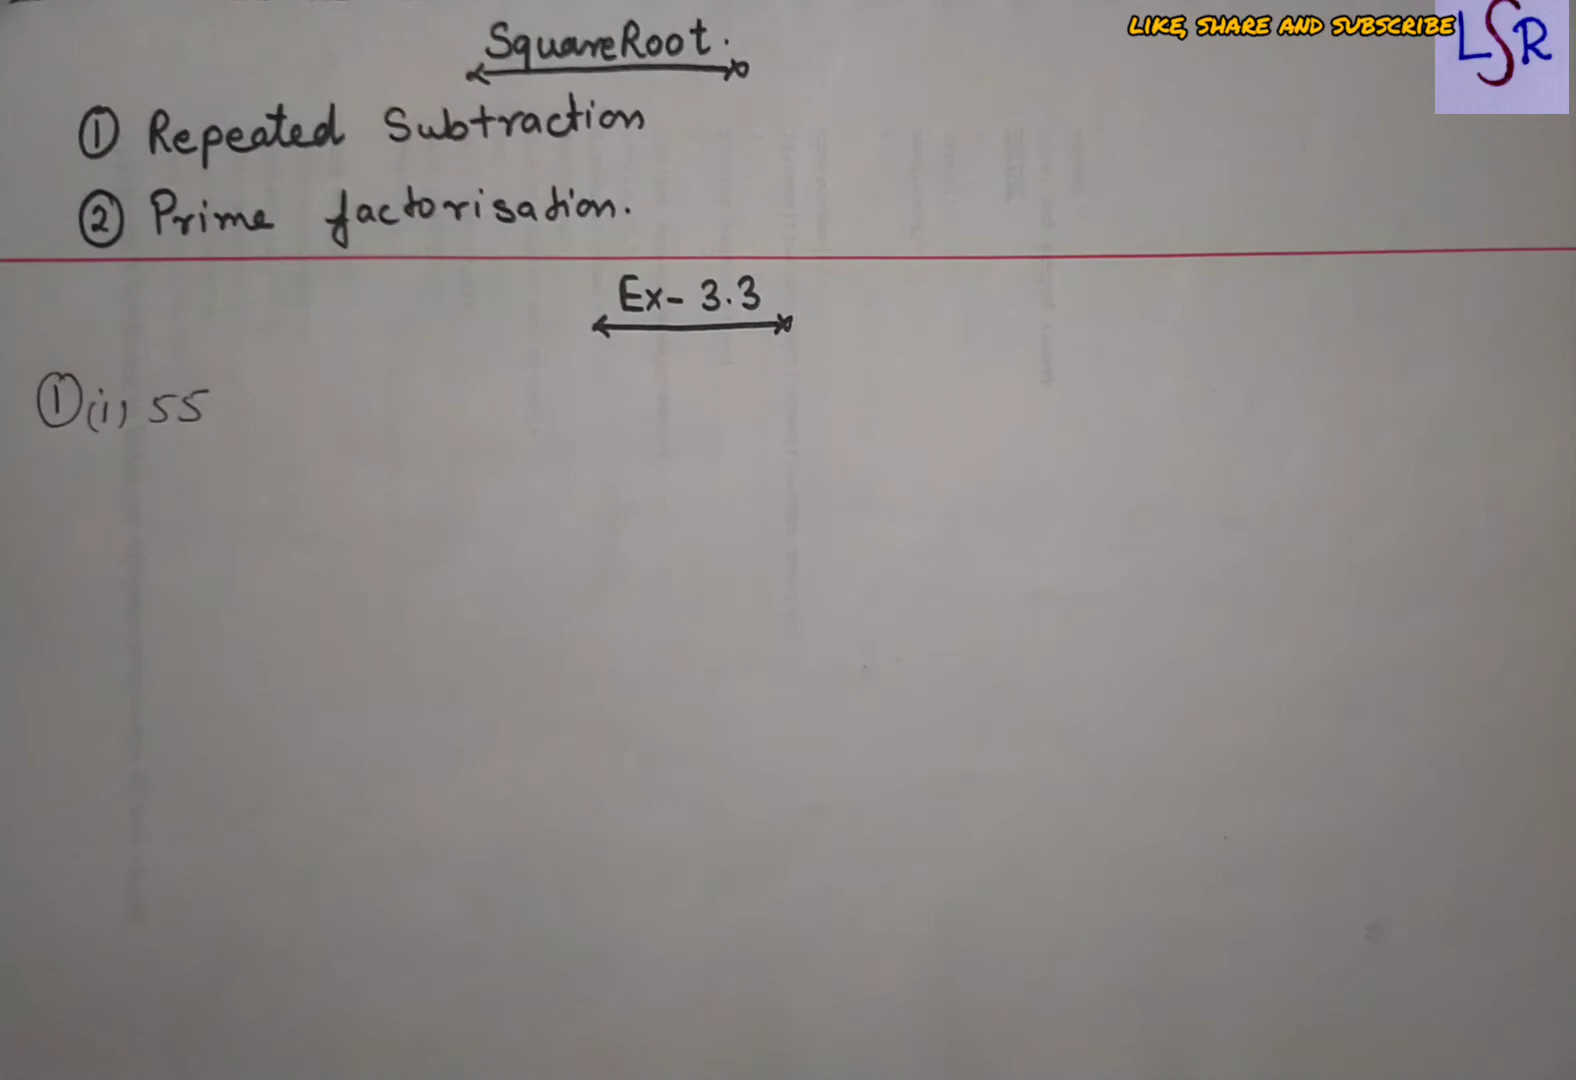 LIKE, SHARE AND SUBSCRIBE
LSR
SquareRoot.
① Repeated Subtraction
② Prime factorisation.
Ex- 3.3
① (i) 55